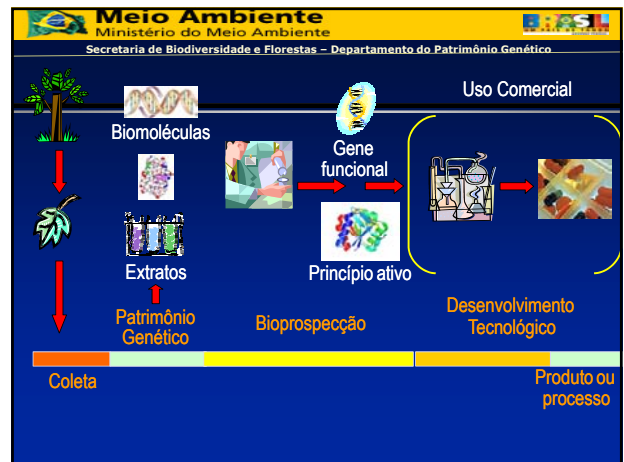 Meio Ambiente
Ministério do Meio Ambiente
BRASIL
Secretaria de Biodiversidade e Florestas – Departamento do Patrimônio Genético
Uso Comercial
Biomoléculas
Gene
funcional
Extratos
Princípio ativo
Patrimônio
Genético
Bioprospecção
Desenvolvimento
Tecnológico
Coleta
Produto ou
processo